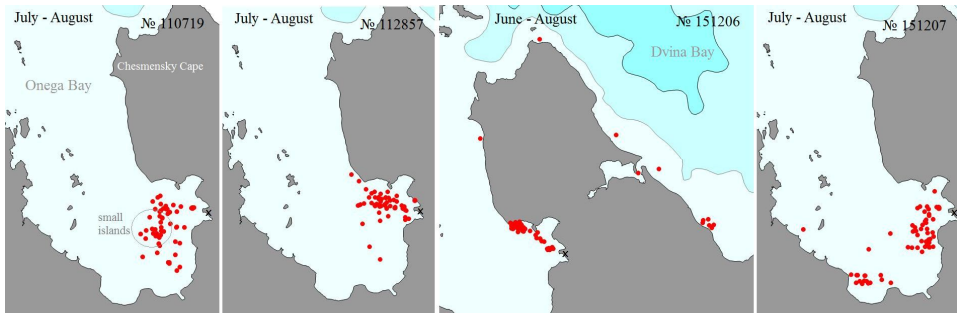 July - August
№ 110719
Chesmensky Cape
Onega Bay
small
islands
x
July - August
№ 112857
x
June - August
№ 151206
Dvina Bay
x
July - August
№ 151207
x